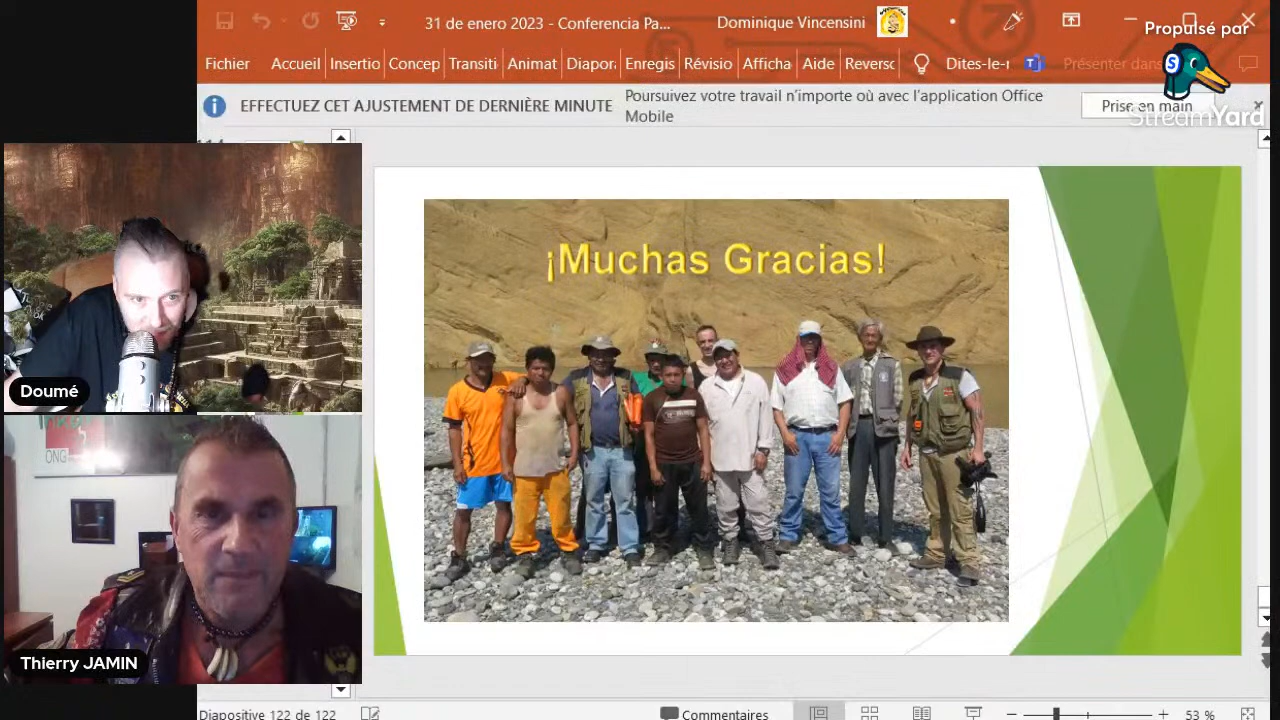 31 de enero 2023 - Conferencia Pa...
Dominique Vincensini
Propulsé par
StreamYard
Fichier
Accueil
Insertio
Concep
Transiti
Animat
Diapor
Enregis
Révisio
Afficha
Aide
Reversc
Dites-le-r
Présenter dans
EFFECTUEZ CET AJUSTEMENT DE DERNIÈRE MINUTE
Poursuivez votre travail n'importe où avec l'application Office
Mobile
Prise en main
¡Muchas Gracias!
Doumé
ONG
Thierry JAMIN
Diapositive 122 de 122
Commentaires
53 %